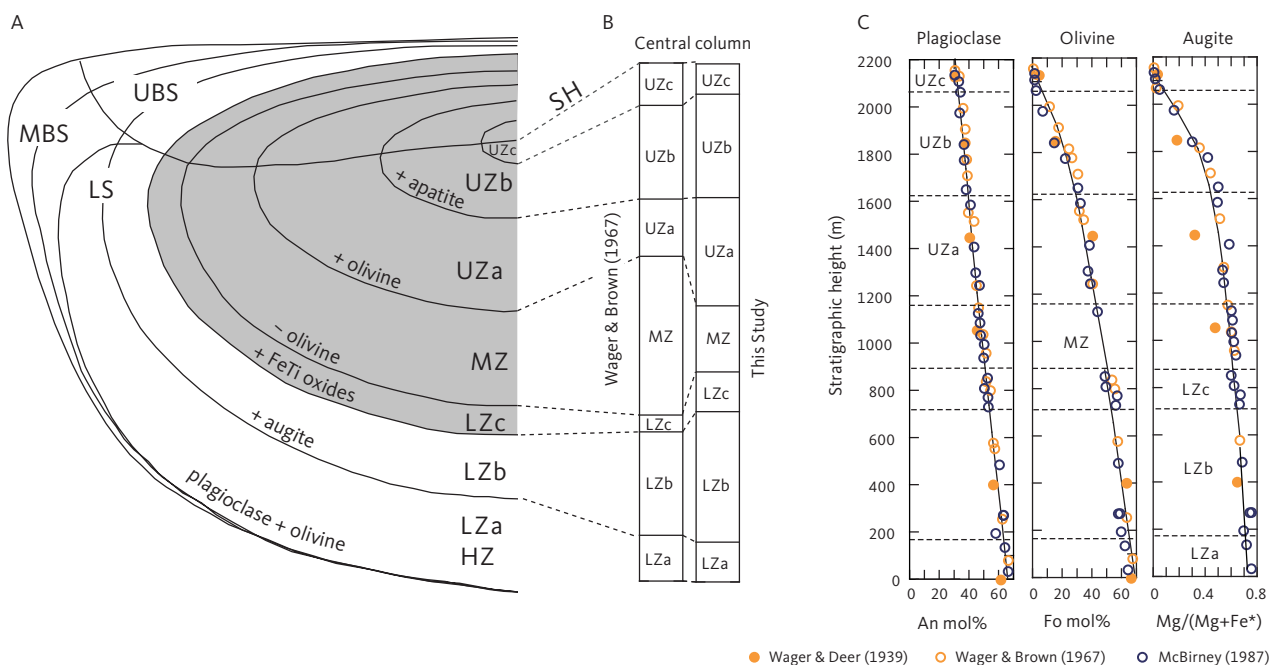 A
UBS
MBS
LS
SH
UZc
UZb
+ apatite
UZa
+ olivine
MZ
– olivine
+ FeTi oxides
LZc
+ augite
LZb
plagioclase + olivine
LZa
HZ
B
Central column
Wager & Brown (1967)
UZc
UZb
UZa
MZ
LZc
LZb
LZa
UZc
UZb
UZa
MZ
LZc
LZb
LZa
This Study
C
Plagioclase Olivine Augite
Stratigraphic height (m)
2200
2000
1800
1600
1400
1200
1000
800
600
400
200
0
UZc
UZb
UZa
MZ
LZc
LZb
LZa
0 20 40 60
0 20 40 60
0 0.4 0.8
An mol% Fo mol% Mg/(Mg+Fe*)
Wager & Deer (1939) Wager & Brown (1967) McBirney (1987)